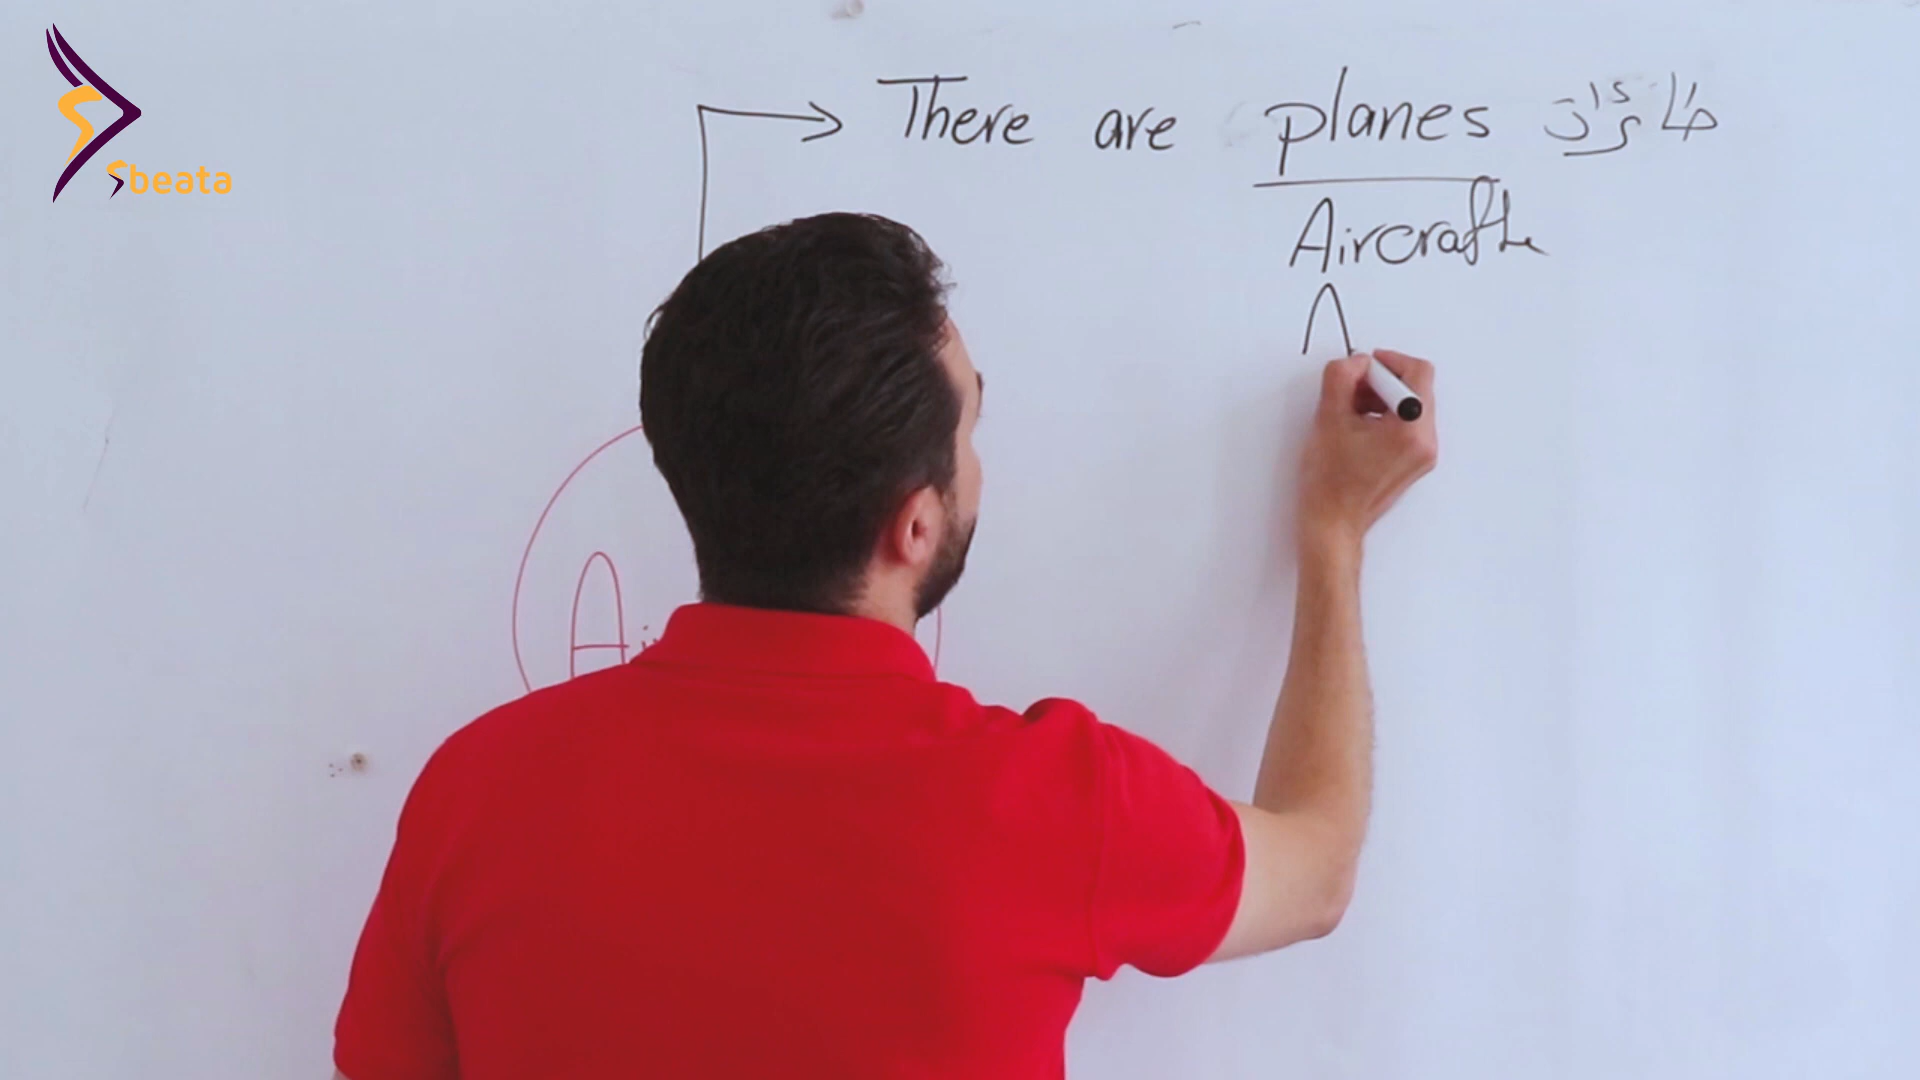 Sbeata
There are planes طائرات
Aircraft
A
A